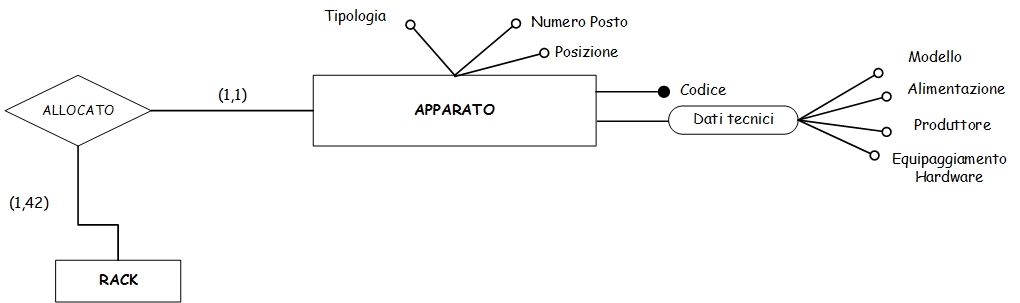 Tipologia
Numero Posto
Posizione
Modello
Codice
Alimentazione
(1,1)
ALLOCATO
APPARATO
Dati tecnici
Produttore
Equipaggiamento
Hardware
(1,42)
RACK